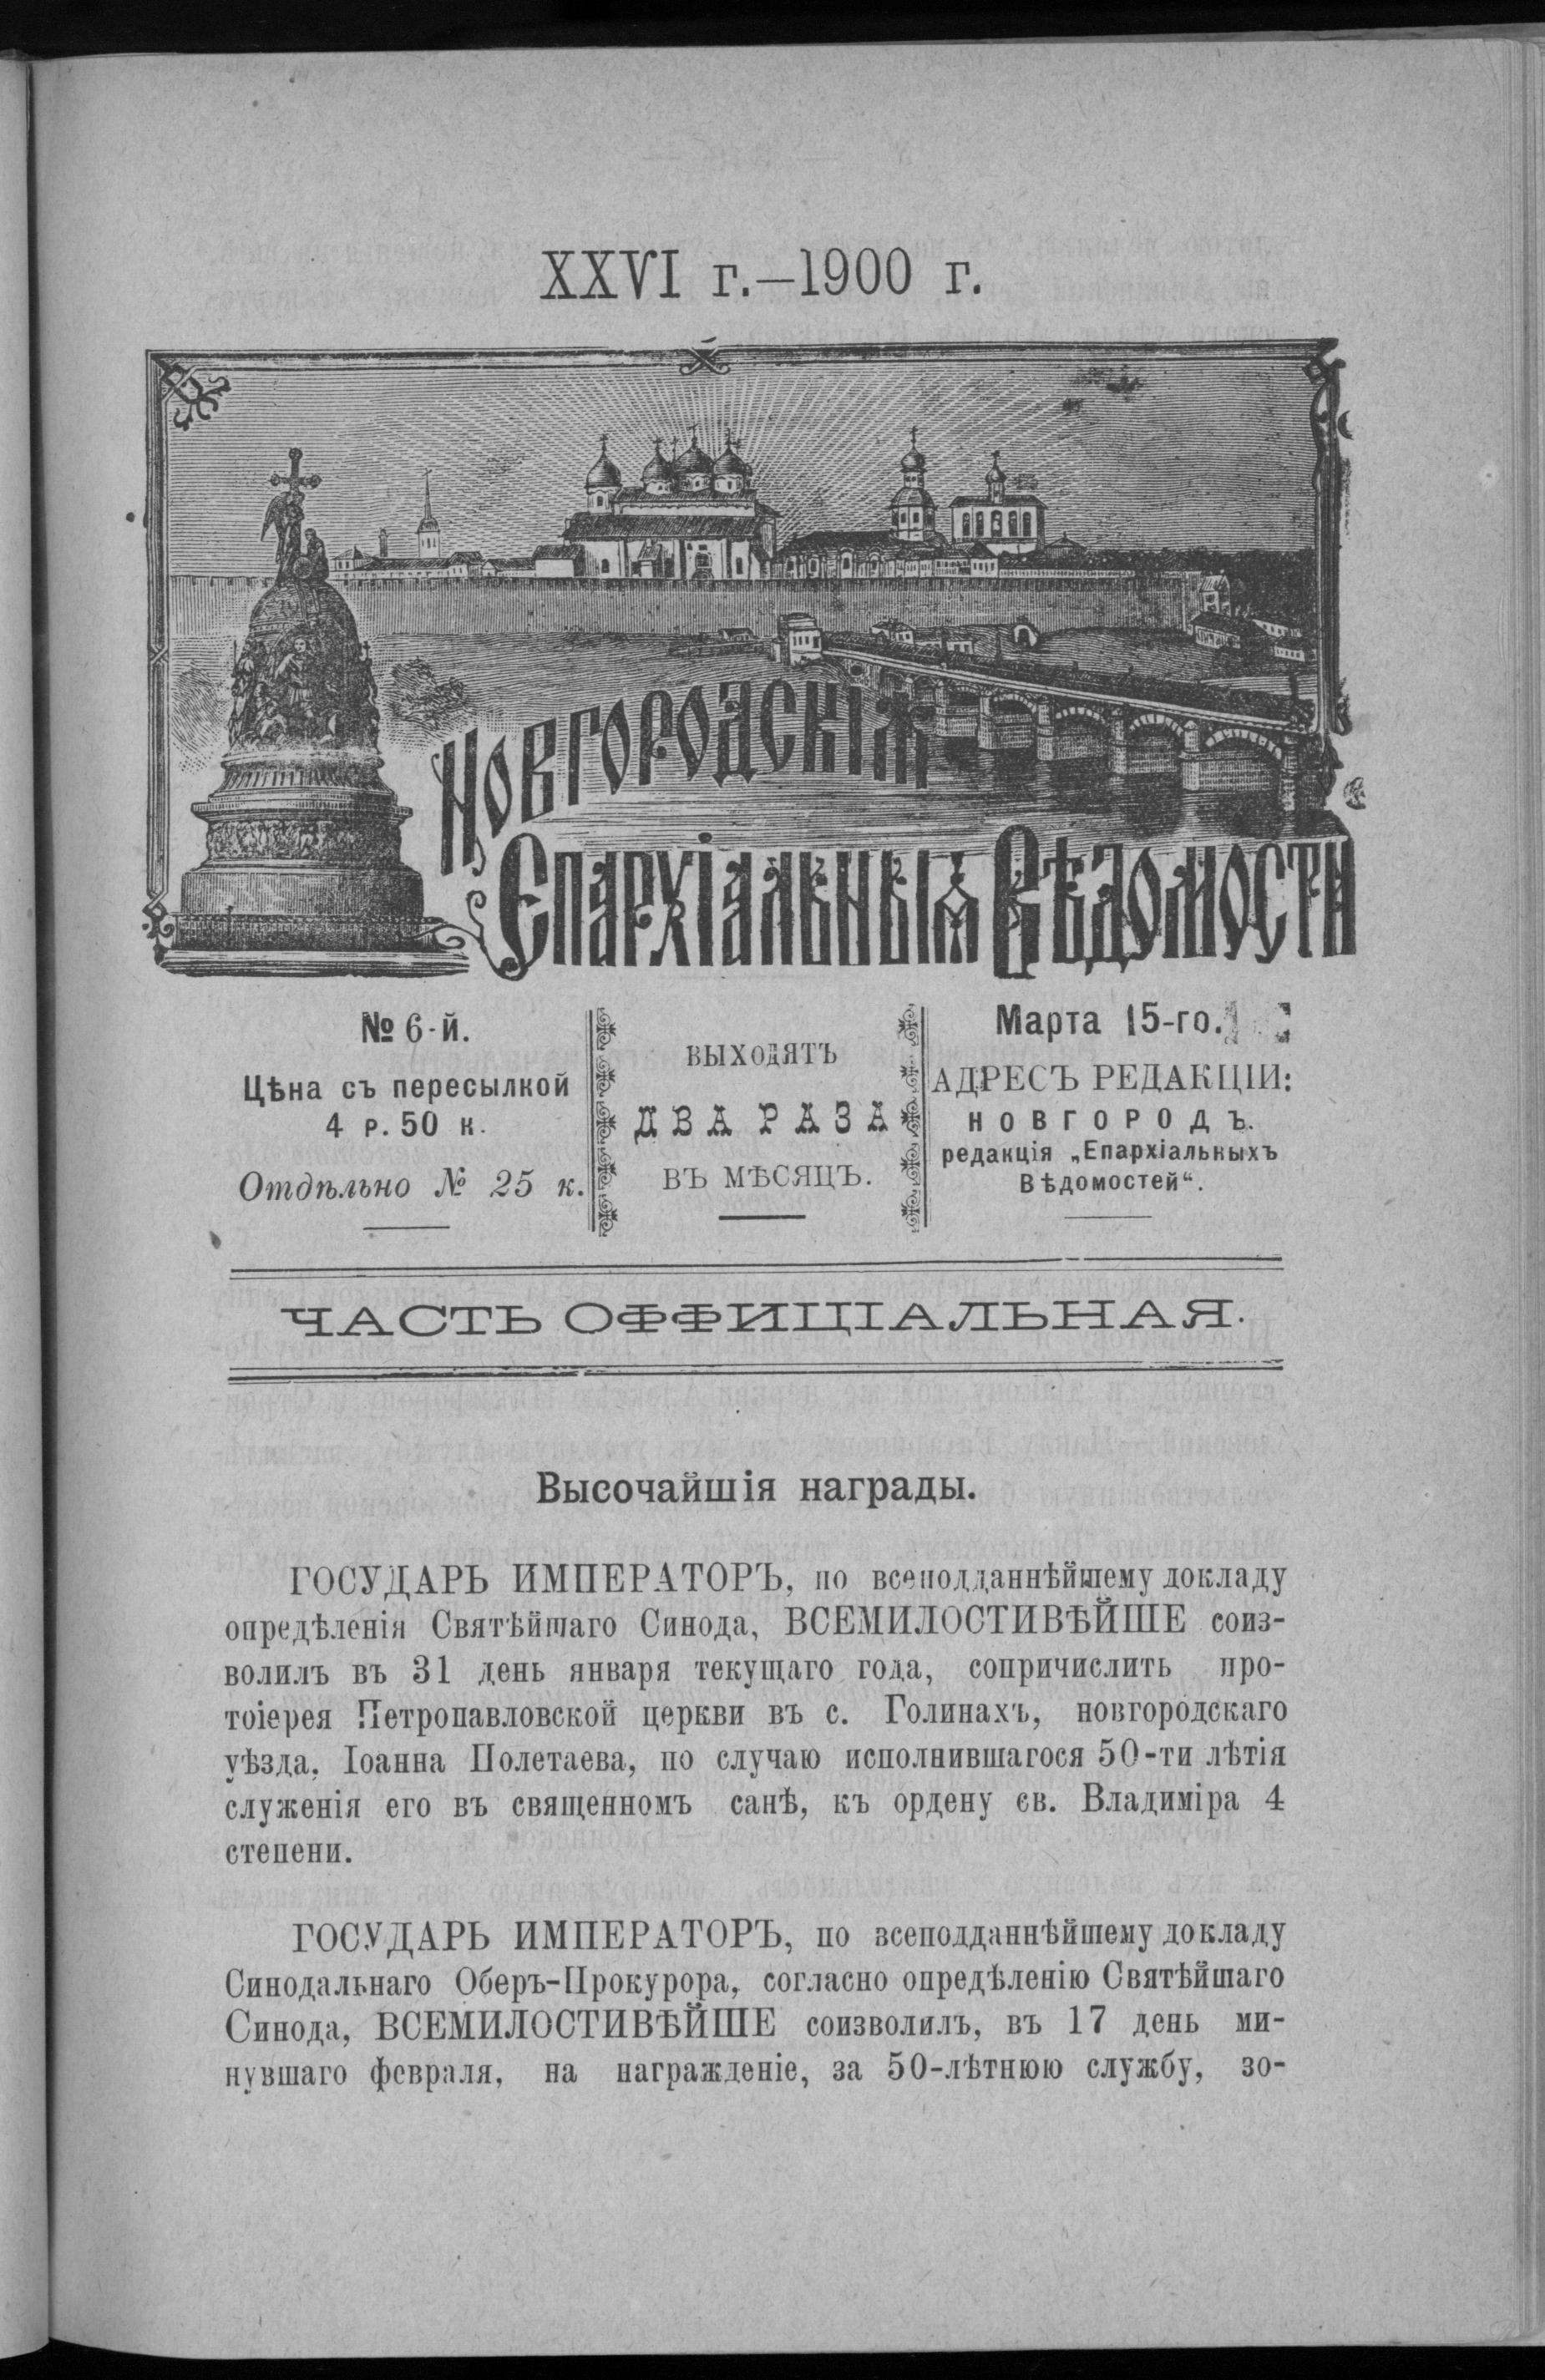 XXVI г.—1900 г.
НОВГОРОДСКІЯ
ЕПАРХІАЛЬНЫЯ ВѢДОМОСТИ
№ 6-й.
Цѣна съ пересылкой
4 р. 50 к.
Отдѣльно № 25 к.
ВЫХОДЯТЪ
ДВА РАЗА
ВЪ МѢСЯЦЪ.
Марта 15-го.
АДРЕСЪ РЕДАКЦІИ:
НОВГОРОДЪ.
редакція „Епархіальныхъ
Вѣдомостей“.
ЧАСТЬ ОФФИЦІАЛЬНАЯ.
Высочайшія награды.
ГОСУДАРЬ ИМПЕРАТОРЪ, по всеподданнѣйшему докладу
опредѣленія Святѣйшаго Синода, ВСЕМИЛОСТИВѢЙШЕ соиз-
волилъ въ 31 день января текущаго года, сопричислить про-
тоіерея Петропавловской церкви въ с. Голинахъ, новгородскаго
уѣзда, Іоанна Полетаева, по случаю исполнившагося 50-ти лѣтія
служенія его въ священномъ санѣ, къ ордену св. Владиміра 4
степени.
ГОСУДАРЬ ИМПЕРАТОРЪ, по всеподданнѣйшему докладу
Синодальнаго Оберъ-Прокурора, согласно опредѣленію Святѣйшаго
Синода, ВСЕМИЛОСТИВѢЙШЕ соизволилъ, въ 17 день ми-
нувшаго февраля, на награжденіе, за 50-лѣтнюю службу, зо-